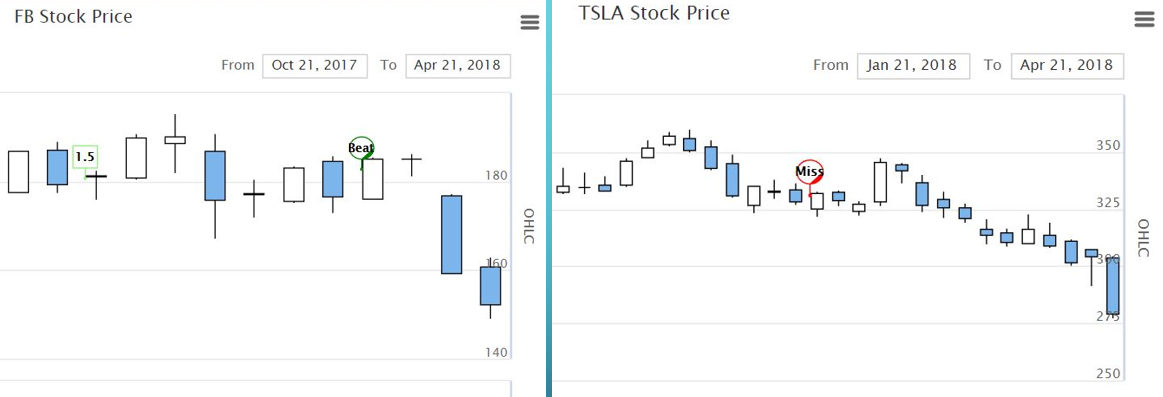 FB Stock Price
From Oct 21, 2017 To Apr 21, 2018
1.5
Beat
180
160
140
OHLC
TSLA Stock Price
From Jan 21, 2018 To Apr 21, 2018
Miss
350
325
300
275
250
OHLC